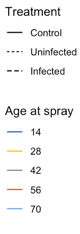 Treatment
Control
Uninfected
Infected
Age at spray
14
28
42
56
70